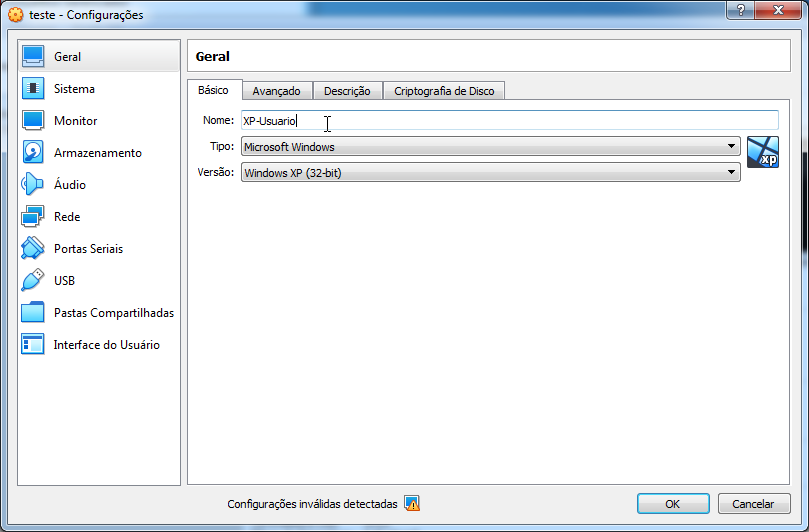 teste - Configurações
Geral
Sistema
Monitor
Armazenamento
Áudio
Rede
Portas Seriais
USB
Pastas Compartilhadas
Interface do Usuário
Geral
Básico Avançado Descrição Criptografia de Disco
Nome: XP-Usuario
Tipo: Microsoft Windows
Versão: Windows XP (32-bit)
XP
Configurações inválidas detectadas
OK Cancelar